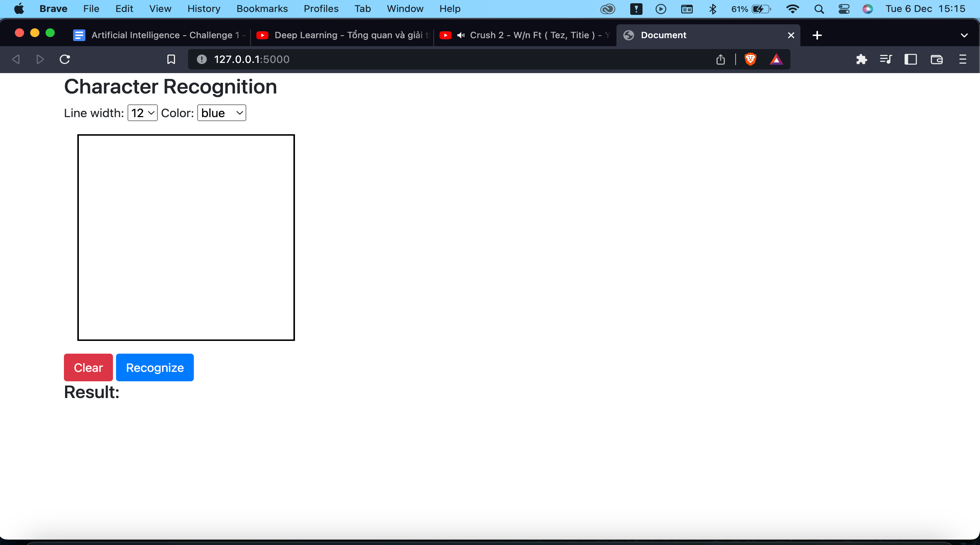 Brave File Edit View History Bookmarks Profiles Tab Window Help 61% Tue 6 Dec 15:15
Artificial Intelligence - Challenge 1 - Deep Learning - Tổng quan và giải t Crush 2 - W/n Ft ( Tez, Titie ) - Document
127.0.0.1:5000
Character Recognition
Line width: 12 Color: blue
Clear Recognize
Result: